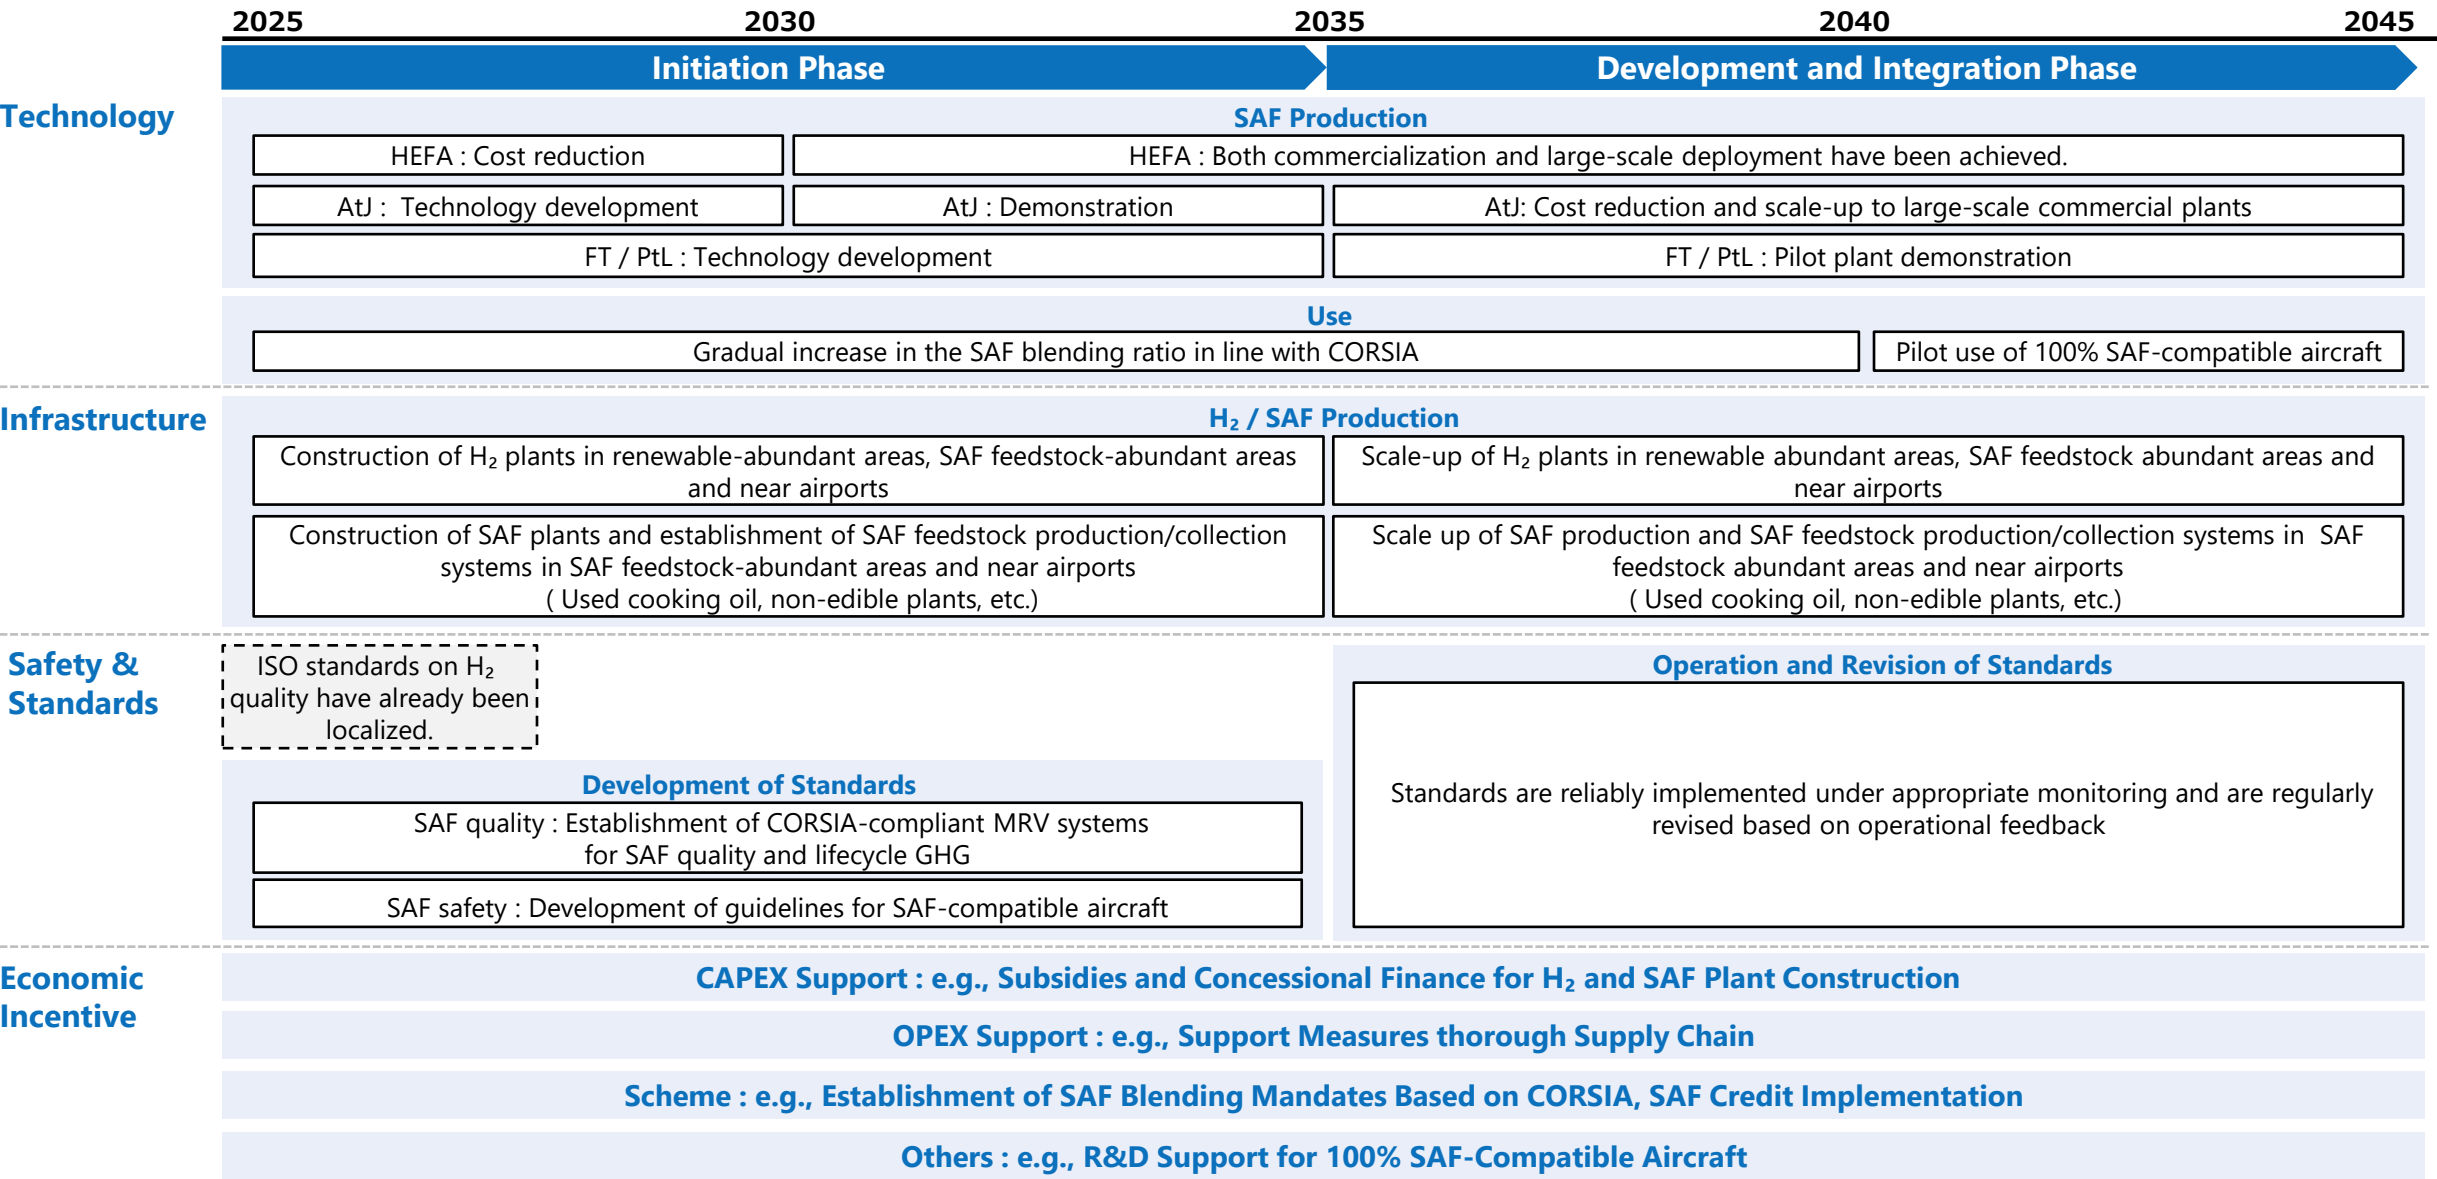 2025 2030 2035 2040 2045
Initiation Phase Development and Integration Phase
Technology
SAF Production
HEFA : Cost reduction
HEFA : Both commercialization and large-scale deployment have been achieved.
AtJ :  Technology development
AtJ : Demonstration
AtJ: Cost reduction and scale-up to large-scale commercial plants
FT / PtL : Technology development
FT / PtL : Pilot plant demonstration
Use
Gradual increase in the SAF blending ratio in line with CORSIA
Pilot use of 100% SAF-compatible aircraft
Infrastructure
H₂ / SAF Production
Construction of H₂ plants in renewable-abundant areas, SAF feedstock-abundant areas
and near airports
Scale-up of H₂ plants in renewable abundant areas, SAF feedstock abundant areas and
near airports
Construction of SAF plants and establishment of SAF feedstock production/collection
systems in SAF feedstock-abundant areas and near airports
( Used cooking oil, non-edible plants, etc.)
Scale up of SAF production and SAF feedstock production/collection systems in  SAF
feedstock abundant areas and near airports
( Used cooking oil, non-edible plants, etc.)
Safety &
Standards
ISO standards on H₂
quality have already been
localized.
Development of Standards
SAF quality : Establishment of CORSIA-compliant MRV systems
for SAF quality and lifecycle GHG
SAF safety : Development of guidelines for SAF-compatible aircraft
Operation and Revision of Standards
Standards are reliably implemented under appropriate monitoring and are regularly
revised based on operational feedback
Economic
Incentive
CAPEX Support : e.g., Subsidies and Concessional Finance for H₂ and SAF Plant Construction
OPEX Support : e.g., Support Measures thorough Supply Chain
Scheme : e.g., Establishment of SAF Blending Mandates Based on CORSIA, SAF Credit Implementation
Others : e.g., R&D Support for 100% SAF-Compatible Aircraft